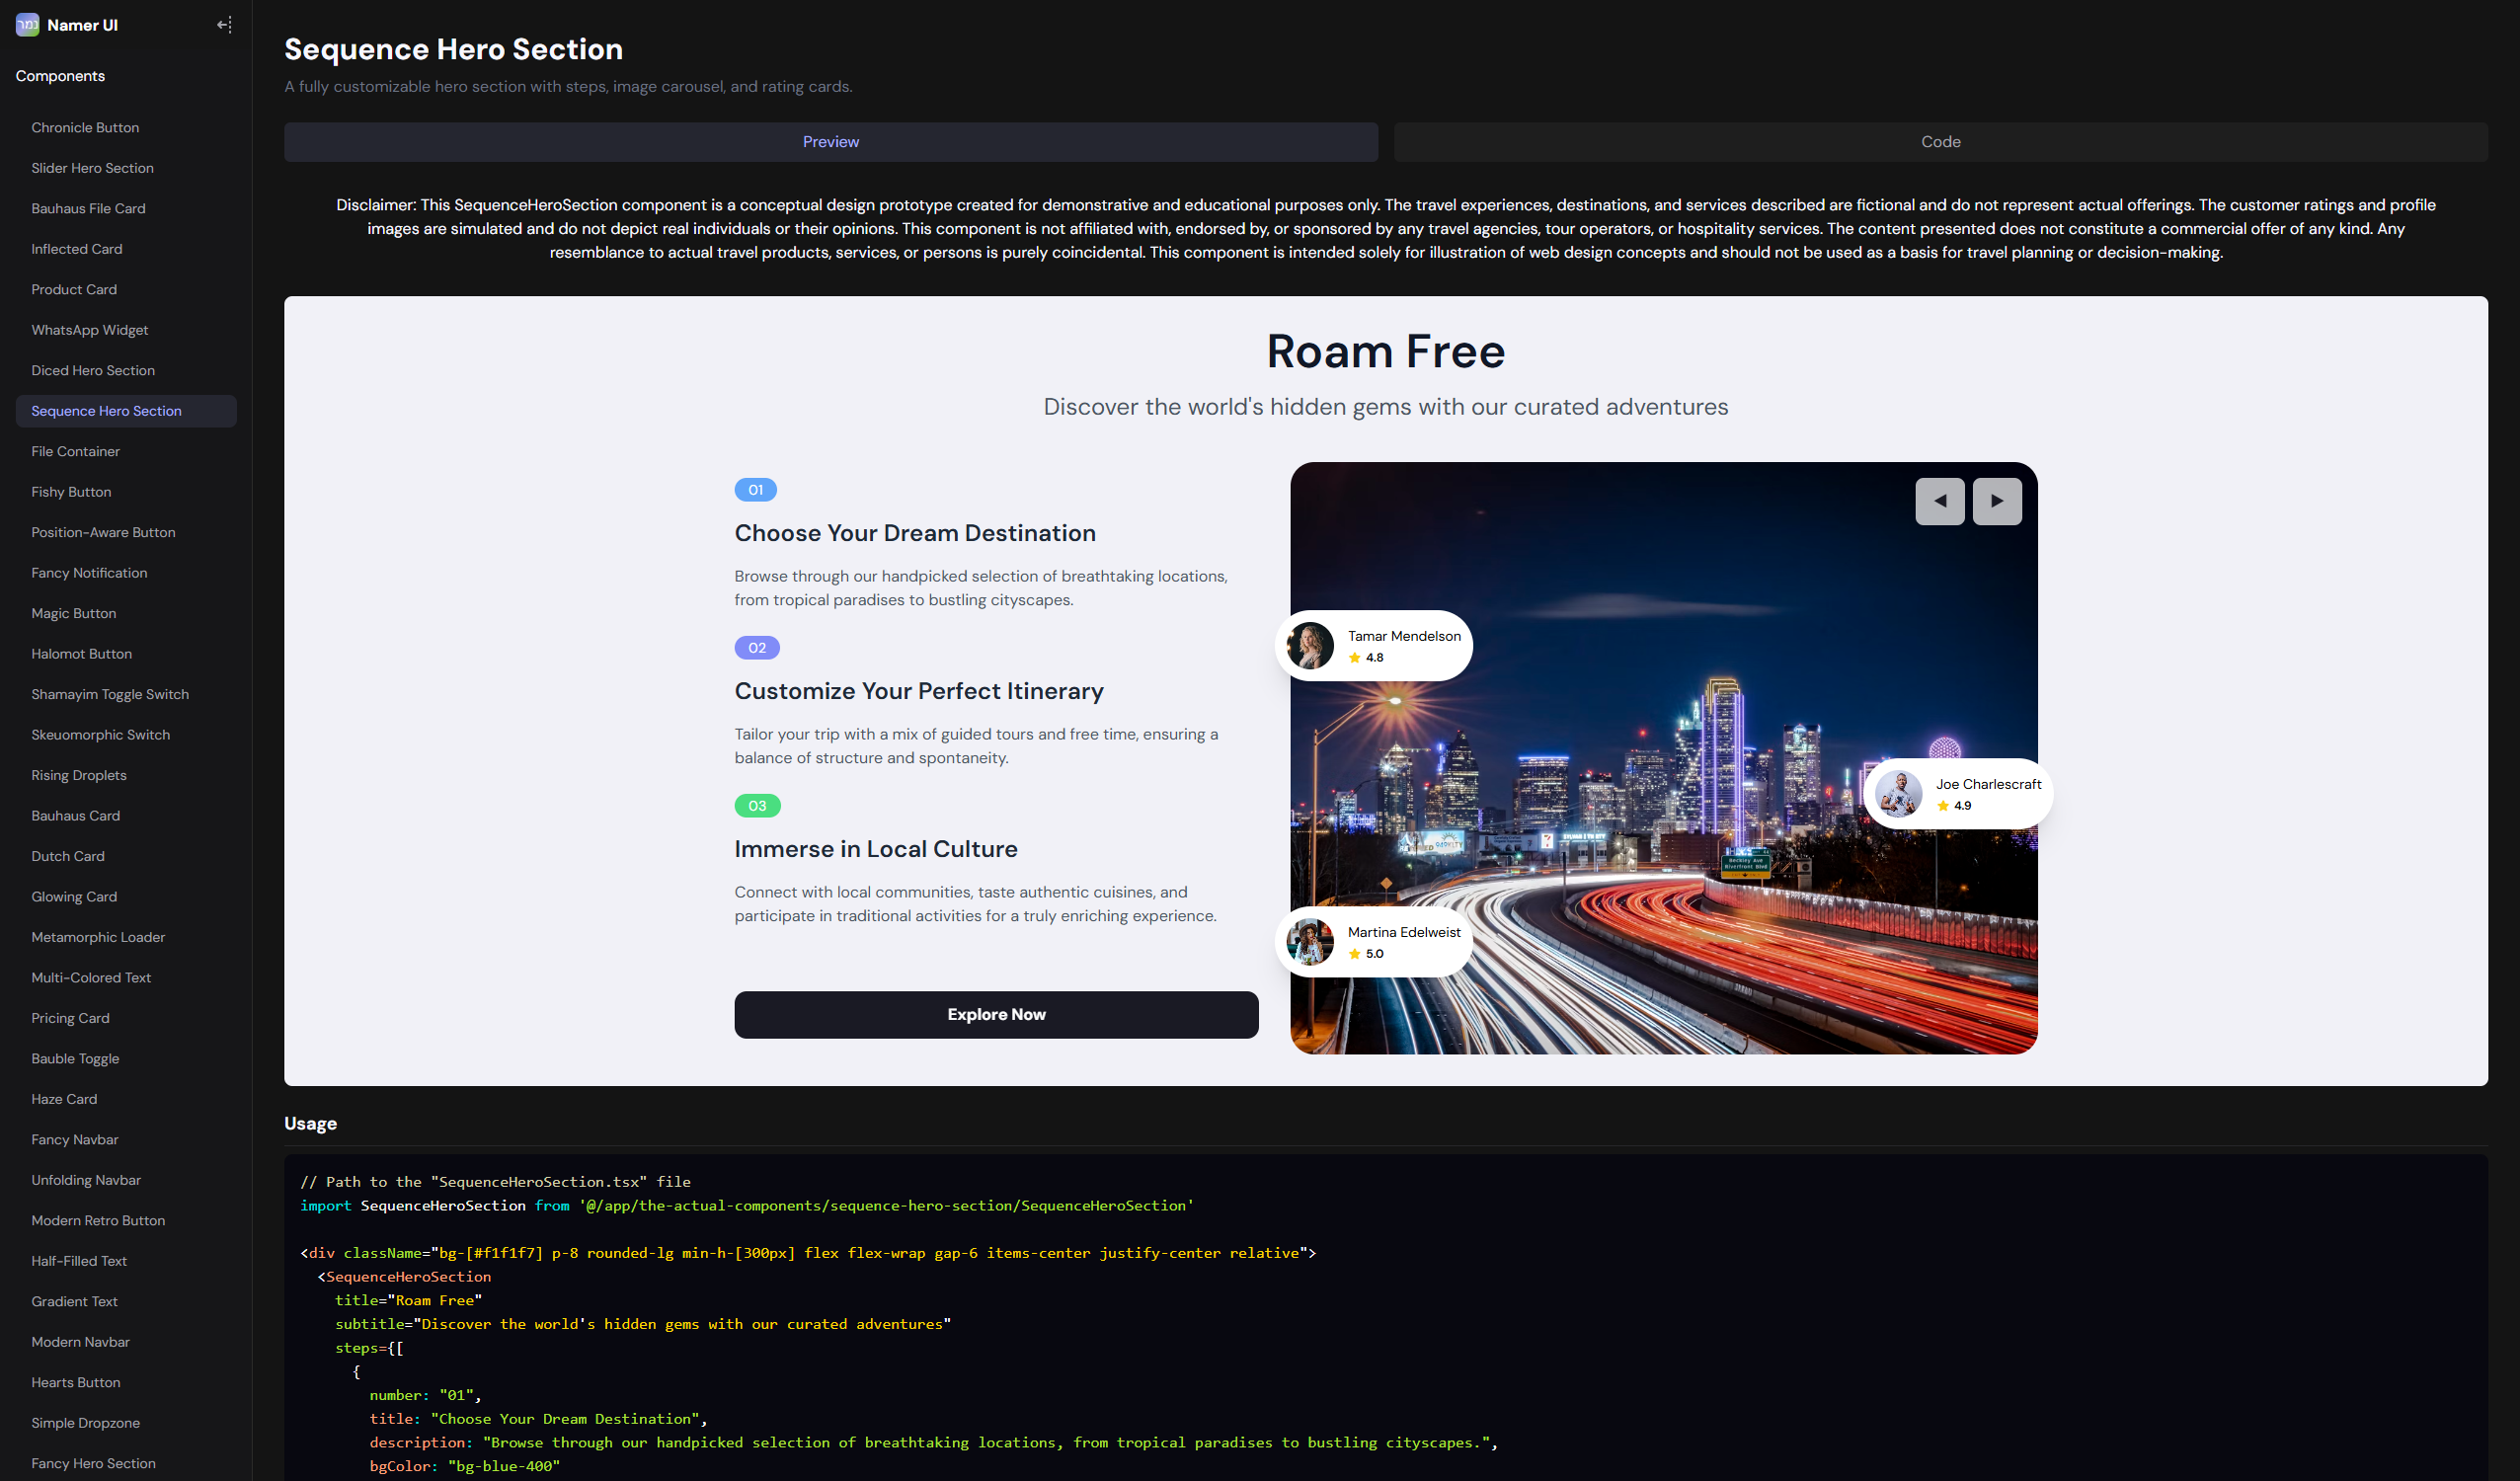 נמר
Namer UI
Components
Chronicle Button
Slider Hero Section
Bauhaus File Card
Inflected Card
Product Card
WhatsApp Widget
Diced Hero Section
Sequence Hero Section
File Container
Fishy Button
Position-Aware Button
Fancy Notification
Magic Button
Halomot Button
Shamayim Toggle Switch
Skeuomorphic Switch
Rising Droplets
Bauhaus Card
Dutch Card
Glowing Card
Metamorphic Loader
Multi-Colored Text
Pricing Card
Bauble Toggle
Haze Card
Fancy Navbar
Unfolding Navbar
Modern Retro Button
Half-Filled Text
Gradient Text
Modern Navbar
Hearts Button
Simple Dropzone
Fancy Hero Section
Sequence Hero Section
A fully customizable hero section with steps, image carousel, and rating cards.
Preview
Code
Disclaimer: This SequenceHeroSection component is a conceptual design prototype created for demonstrative and educational purposes only. The travel experiences, destinations, and services described are fictional and do not represent actual offerings. The customer ratings and profile
images are simulated and do not depict real individuals or their opinions. This component is not affiliated with, endorsed by, or sponsored by any travel agencies, tour operators, or hospitality services. The content presented does not constitute a commercial offer of any kind. Any
resemblance to actual travel products, services, or persons is purely coincidental. This component is intended solely for illustration of web design concepts and should not be used as a basis for travel planning or decision-making.
Roam Free
Discover the world's hidden gems with our curated adventures
01
Choose Your Dream Destination
Browse through our handpicked selection of breathtaking locations,
from tropical paradises to bustling cityscapes.
02
Customize Your Perfect Itinerary
Tailor your trip with a mix of guided tours and free time, ensuring a
balance of structure and spontaneity.
03
Immerse in Local Culture
Connect with local communities, taste authentic cuisines, and
participate in traditional activities for a truly enriching experience.
Explore Now
Tamar Mendelson
4.8
Joe Charlescraft
4.9
Beckley Ave
Riverfront Blvd
Martina Edelweist
5.0
Usage
// Path to the "SequenceHeroSection.tsx" file
import SequenceHeroSection from '@/app/the-actual-components/sequence-hero-section/SequenceHeroSection'
<div className="bg-[#f1f1f7] p-8 rounded-lg min-h-[300px] flex flex-wrap gap-6 items-center justify-center relative">
<SequenceHeroSection
title="Roam Free"
subtitle="Discover the world's hidden gems with our curated adventures"
steps={[
{
number: "01",
title: "Choose Your Dream Destination",
description: "Browse through our handpicked selection of breathtaking locations, from tropical paradises to bustling cityscapes.",
bgColor: "bg-blue-400"